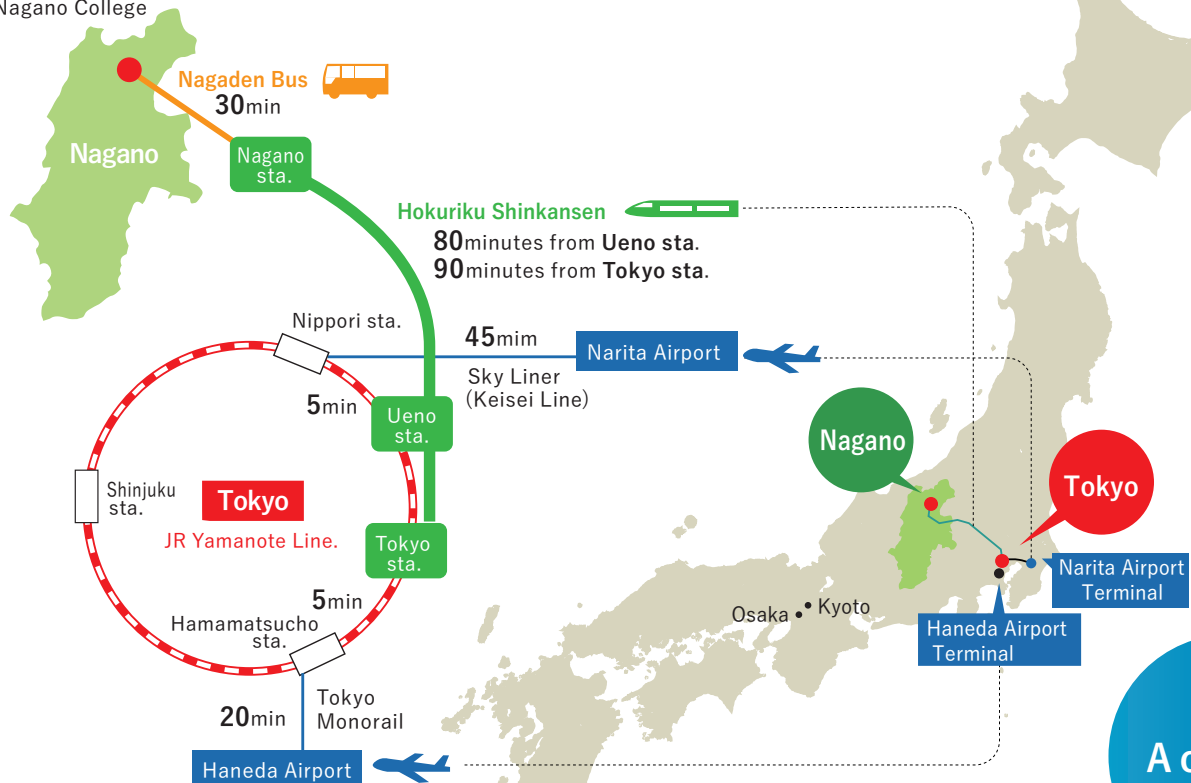 Nagano College
Nagaden Bus
30min
Nagano
Nagano
sta.
Hokuriku Shinkansen
80minutes from Ueno sta.
90minutes from Tokyo sta.
Nippori sta.
45mim
Narita Airport
Sky Liner
(Keisei Line)
5min
Ueno
sta.
Shinjuku
sta.
Tokyo
JR Yamanote Line.
Tokyo
sta.
5min
Hamamatsucho
sta.
20min
Tokyo
Monorail
Haneda Airport
Nagano
Tokyo
Narita Airport
Terminal
Osaka
Kyoto
Haneda Airport
Terminal
A